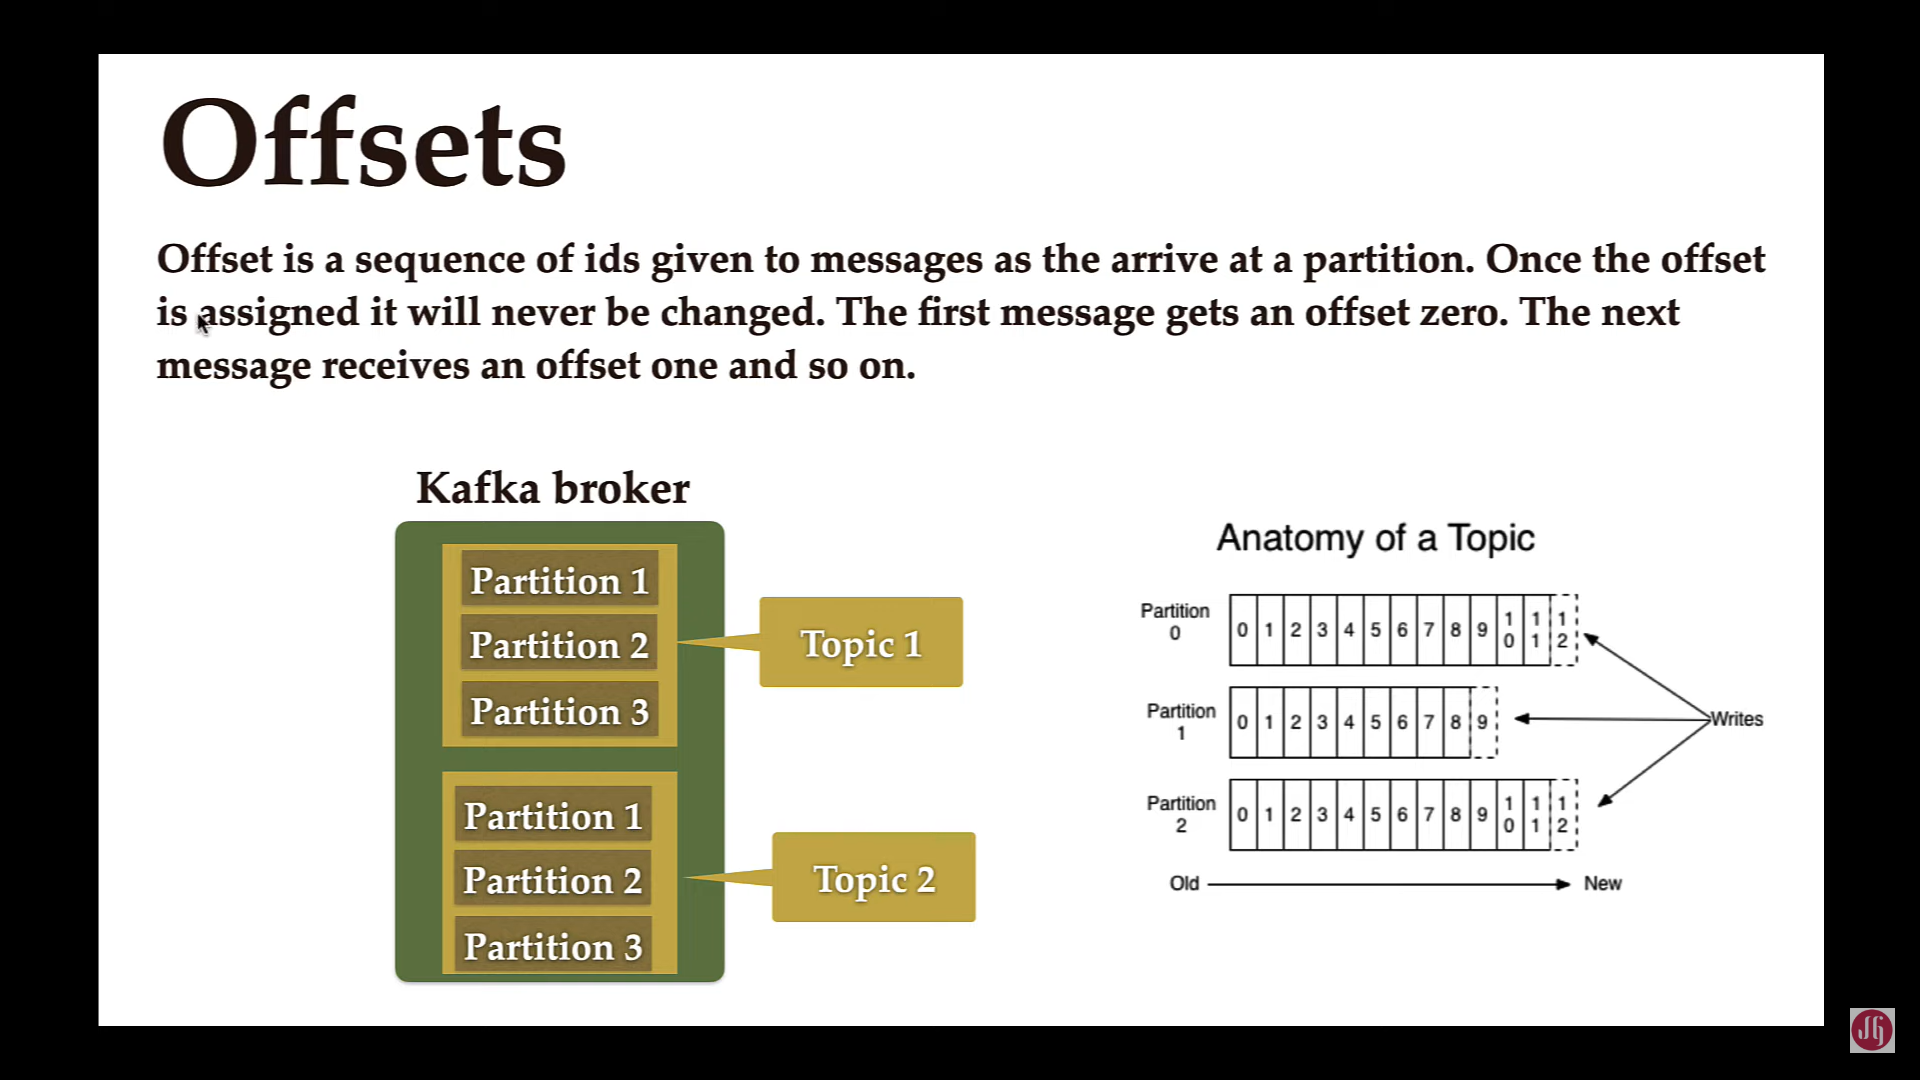 Offsets
Offset is a sequence of ids given to messages as the arrive at a partition. Once the offset
is assigned it will never be changed. The first message gets an offset zero. The next
message receives an offset one and so on.
Kafka broker
Partition 1
Partition 2
Partition 3
Topic 1
Partition 1
Partition 2
Partition 3
Topic 2
Anatomy of a Topic
Partition
0
0 1 2 3 4 5 6 7 8 9 10 11 12
Partition
1
0 1 2 3 4 5 6 7 8 9
Writes
Partition
2
0 1 2 3 4 5 6 7 8 9 10 11 12
Old
New